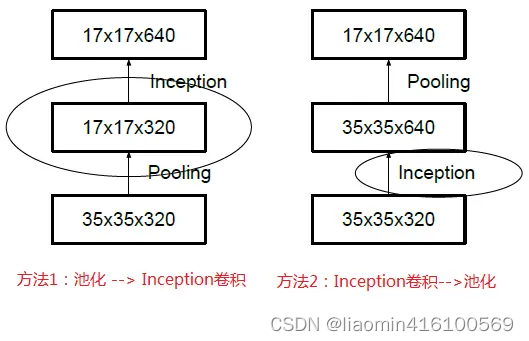 17x17x640
Inception
17x17x320
Pooling
35x35x320
方法1：池化 --> Inception卷积
17x17x640
Pooling
35x35x640
Inception
35x35x320
方法2：Inception卷积-->池化
CSDN @liaomin416100569